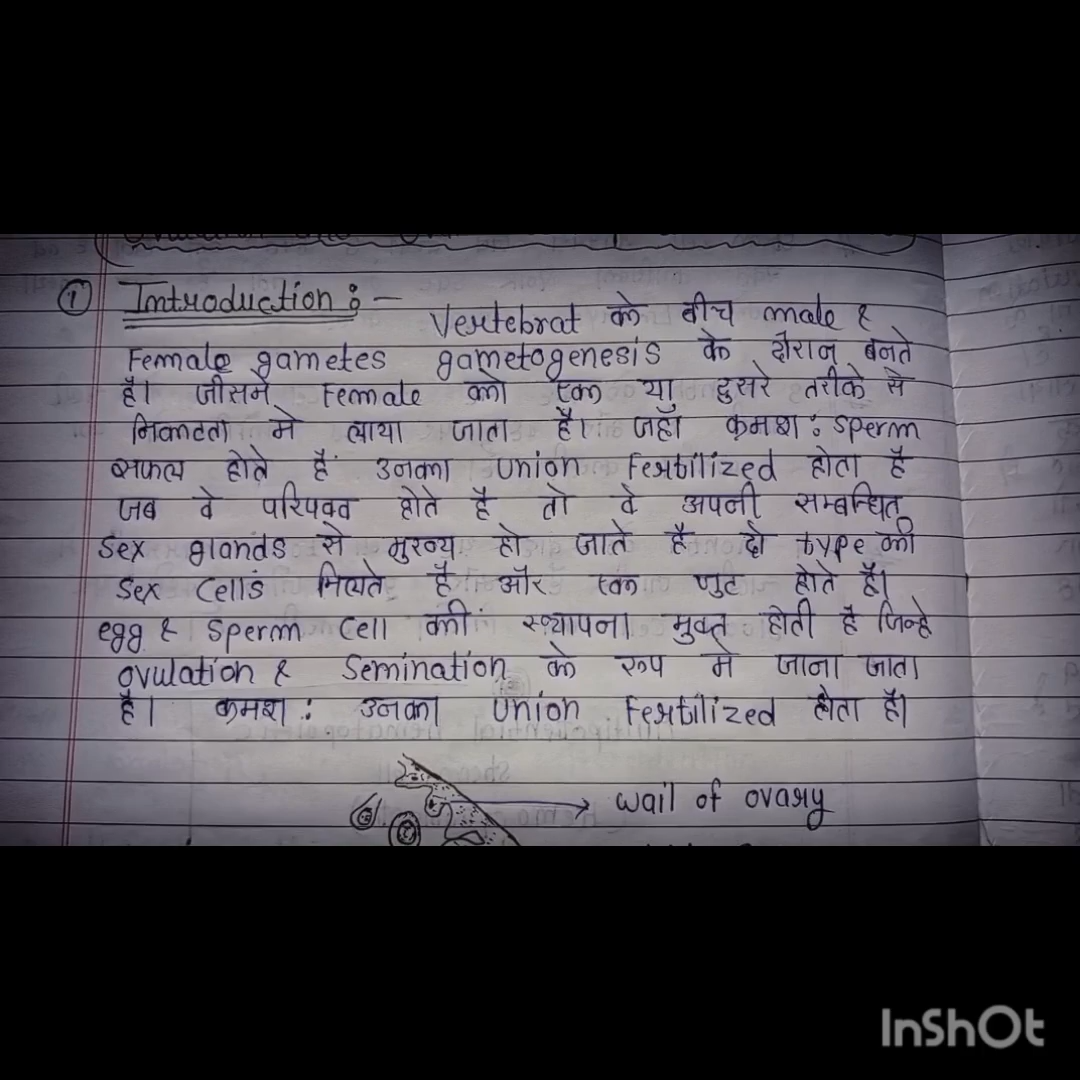 ① Introduction :-
Vertebrat के बीच male &
Female gametes gametogenesis के दौरान बनते
है। जीसमे Female को एक या दुसरे तरीके से
निकटता मे लाया जाता है। जहाँ क्रमश: sperm
सफल होते हैं उनका union Fertilized होता है
जब वे परिपक्व होते है तो वे अपनी सम्बन्धित
sex glands से मुख्य हो जाते है दो type की
sex cells मिलते है और एक जुट होते है।
egg & sperm cell की स्थापना मुक्त होती है जिन्हे
ovulation & Semination के रूप मे जाना जाता
है। क्रमश: उनका union Fertilized होता है।
wail of ovary
InShOt